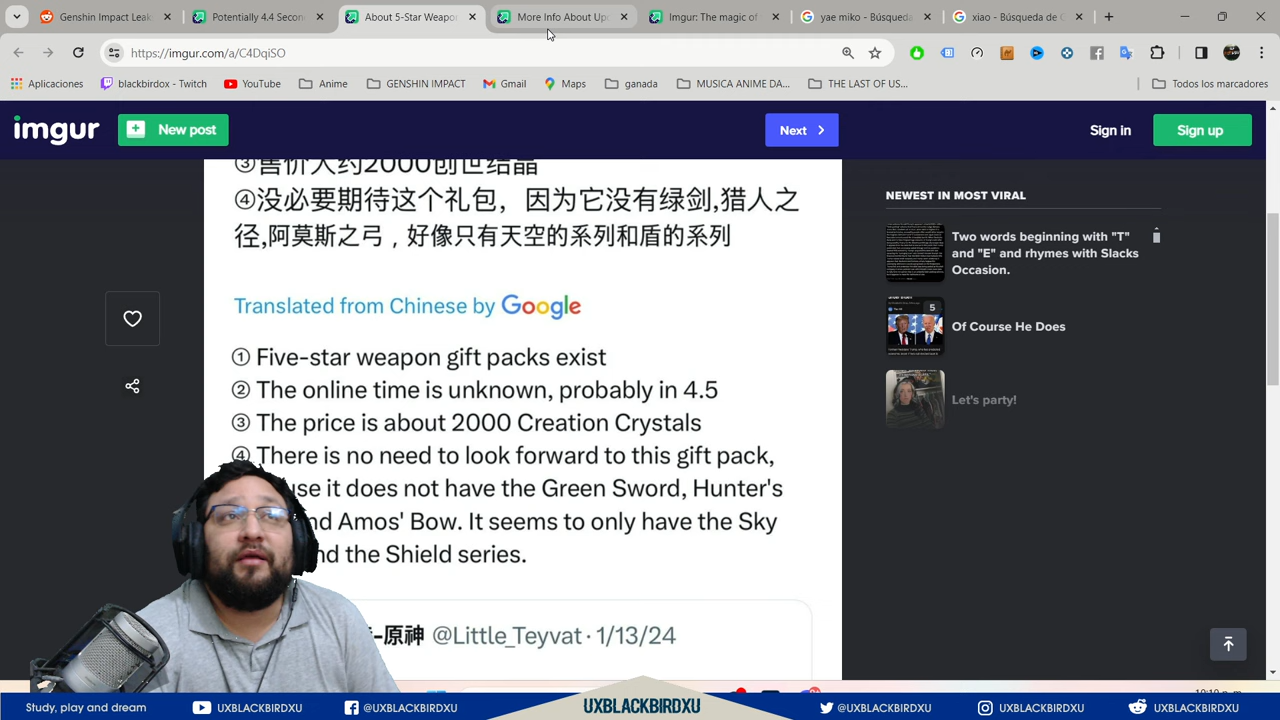 Genshin Impact Leak
Potentially 4.4 Secon
About 5-Star Weapon
More Info About Upc
Imgur: The magic of
yae miko - Búsqueda
xiao - Búsqueda de G
https://imgur.com/a/C4DqiSO
Aplicaciones
blackbirdox - Twitch
YouTube
Anime
GENSHIN IMPACT
Gmail
Maps
ganada
MUSICA ANIME DA...
THE LAST OF US...
Todos los marcadores
imgur
New post
Next
Sign in
Sign up
③售价大约2000创世结晶
④没必要期待这个礼包，因为它没有绿剑,猎人之
径,阿莫斯之弓，好像只有天空的系列和盾的系列
Translated from Chinese by Google
① Five-star weapon gift packs exist
② The online time is unknown, probably in 4.5
③ The price is about 2000 Creation Crystals
④ There is no need to look forward to this gift pack,
use it does not have the Green Sword, Hunter's
nd Amos' Bow. It seems to only have the Sky
nd the Shield series.
-原神 @Little_Teyvat · 1/13/24
NEWEST IN MOST VIRAL
Two words beginning with "T"
and "E" and rhymes with Slacks
Occasion.
5
Of Course He Does
Let's party!
Study, play and dream
UXBLACKBIRDXU
@UXBLACKBIRDXU
UXBLACKBIRDXU
@UXBLACKBIRDXU
UXBLACKBIRDXU
UXBLACKBIRDXU